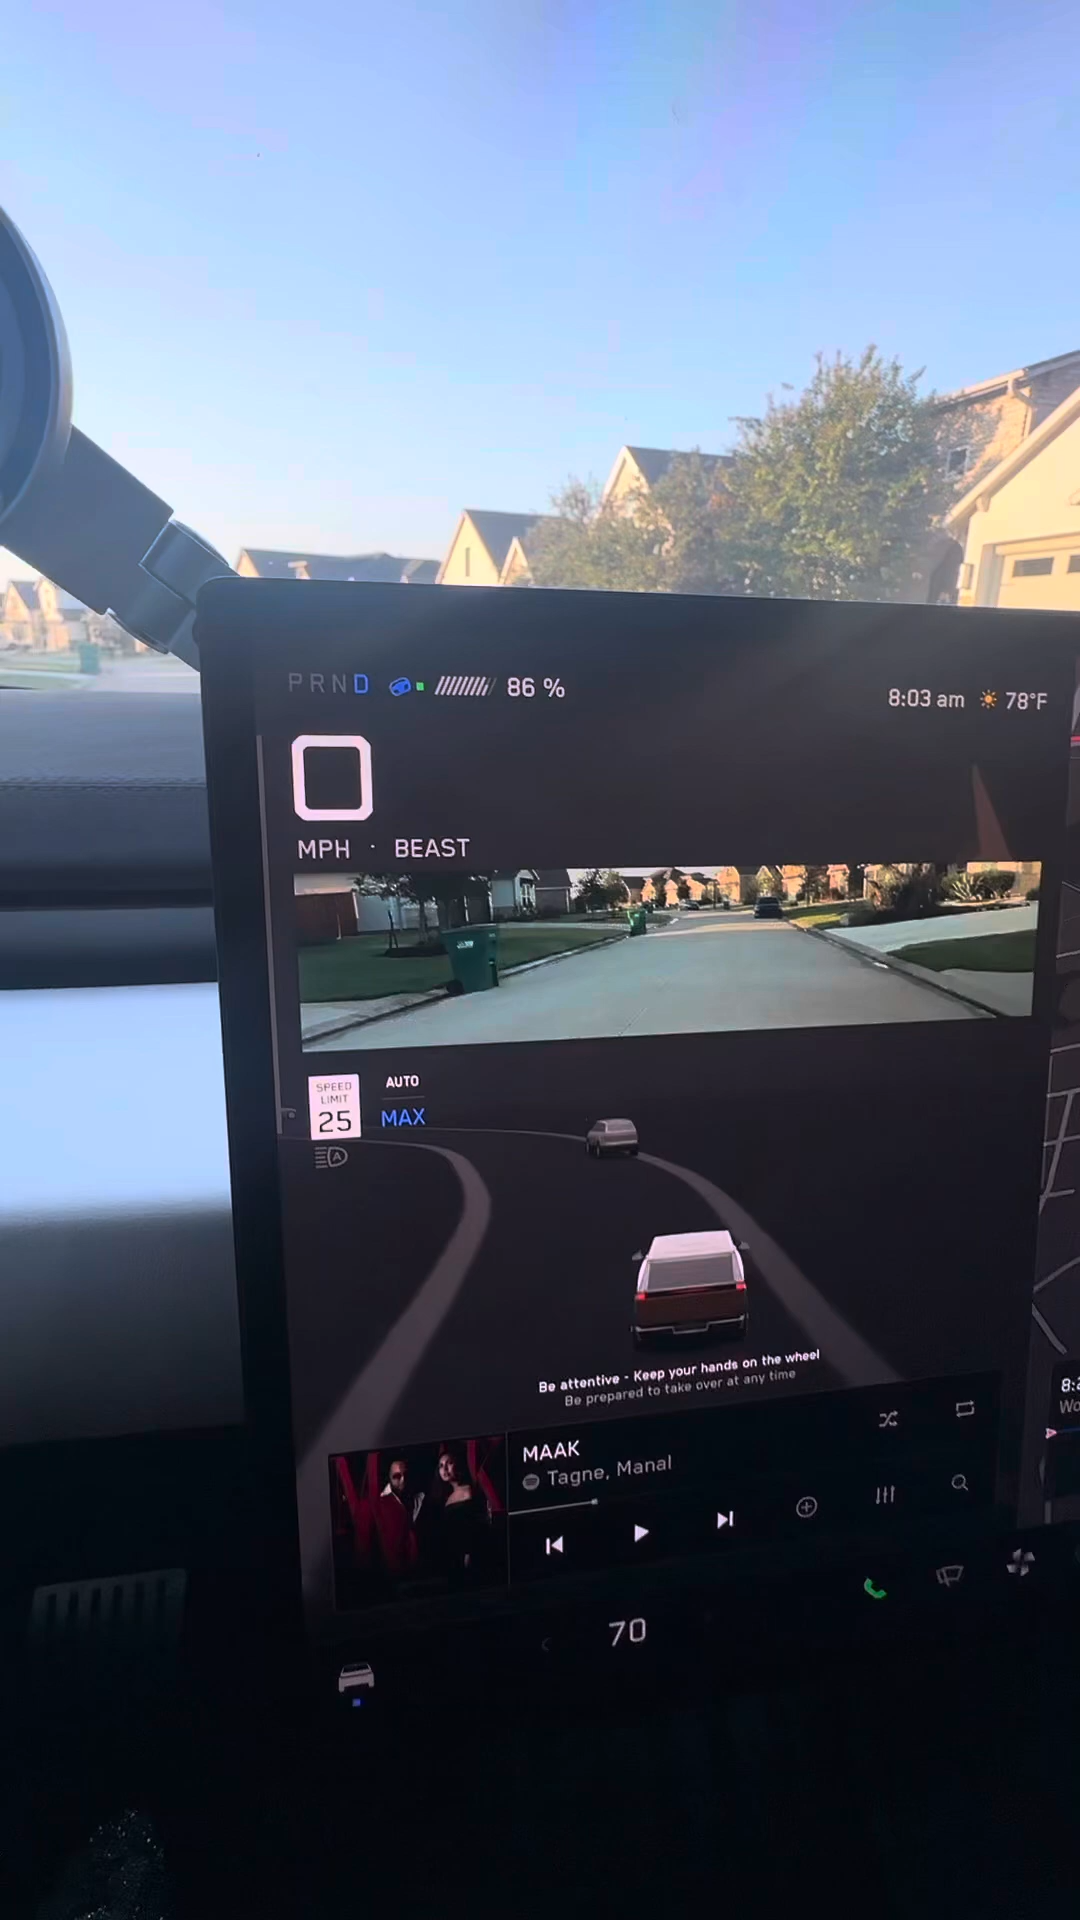 PRND 86 %
8:03 am 78°F
0
MPH · BEAST
SPEED LIMIT 25
AUTO
MAX
Be attentive - Keep your hands on the wheel
Be prepared to take over at any time
MAAK
Tagne, Manal
70